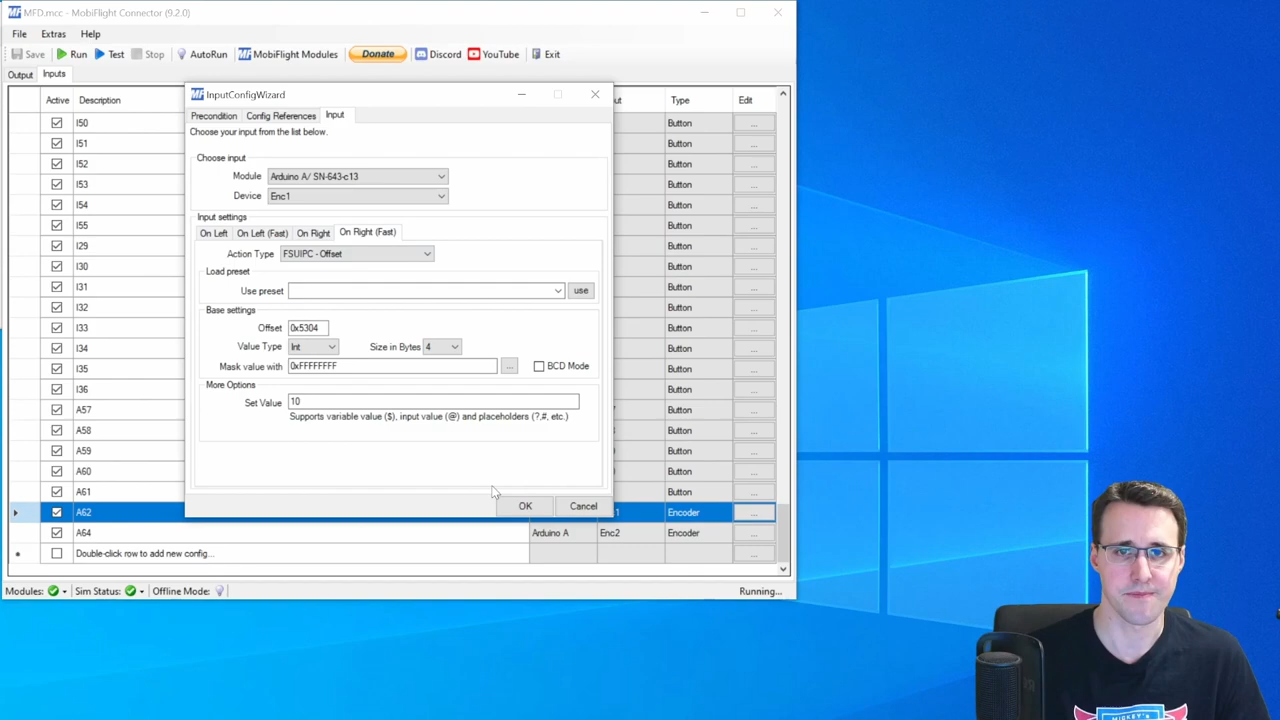 MF MFD.mcc - MobiFlight Connector (9.2.0)
File Extras Help
Save Run Test Stop AutoRun MF MobiFlight Modules Donate Discord YouTube Exit
Output Inputs
Active Description Type Edit
I50 Button ...
I51 Button ...
I52 Button ...
I53 Button ...
I54 Button ...
I55 Button ...
I29 Button ...
I30 Button ...
I31 Button ...
I32 Button ...
I33 Button ...
I34 Button ...
I35 Button ...
I36 Button ...
A57 Button ...
A58 Button ...
A59 Button ...
A60 Button ...
A61 Button ...
A62 Encoder ...
A64 Arduino A Enc2 Encoder ...
Double-click row to add new config... ...
Modules: Sim Status: Offline Mode: Running...
MF InputConfigWizard
Precondition Config References Input
Choose your input from the list below.
Choose input
Module Arduino A/ SN-643-c13
Device Enc1
Input settings
On Left On Left (Fast) On Right On Right (Fast)
Action Type FSUIPC - Offset
Load preset
Use preset use
Base settings
Offset 0x5304
Value Type Int Size in Bytes 4
Mask value with 0xFFFFFFFF ... BCD Mode
More Options
Set Value 10
Supports variable value ($), input value (@) and placeholders (?,#, etc.)
OK Cancel